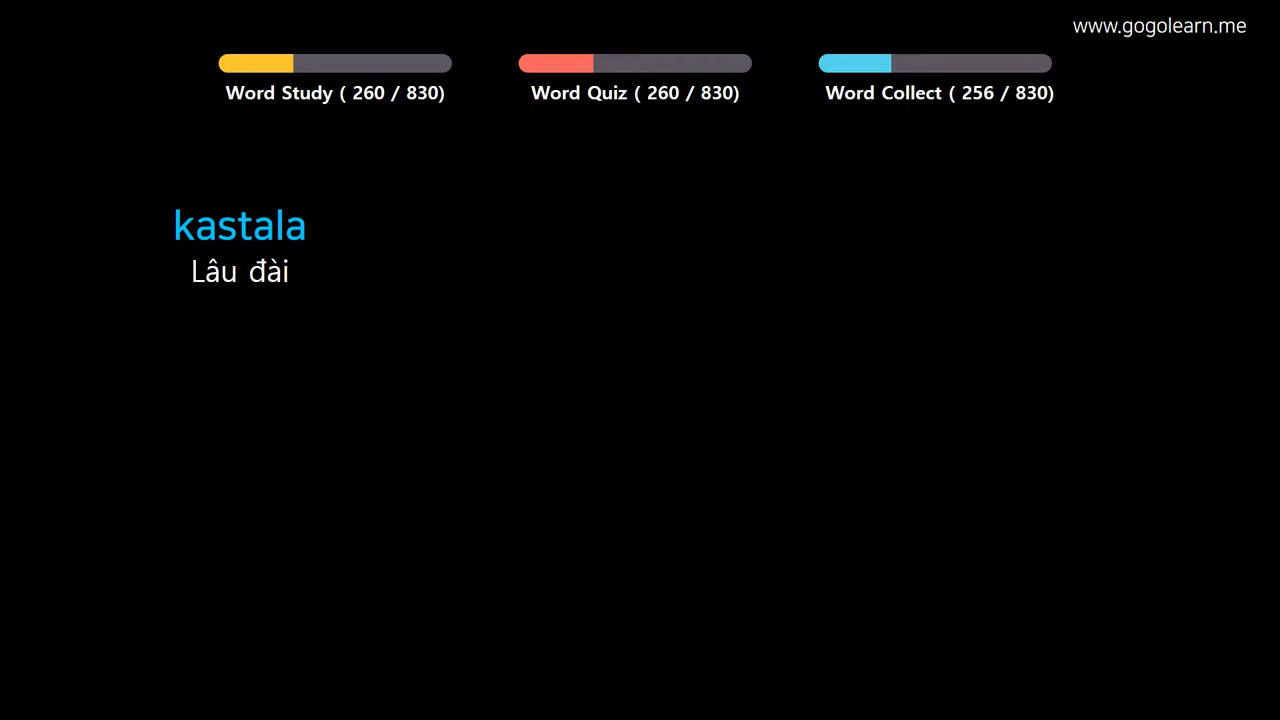 www.gogolearn.me
Word Study ( 260 / 830)
Word Quiz ( 260 / 830)
Word Collect ( 256 / 830)
kastala
Lâu đài